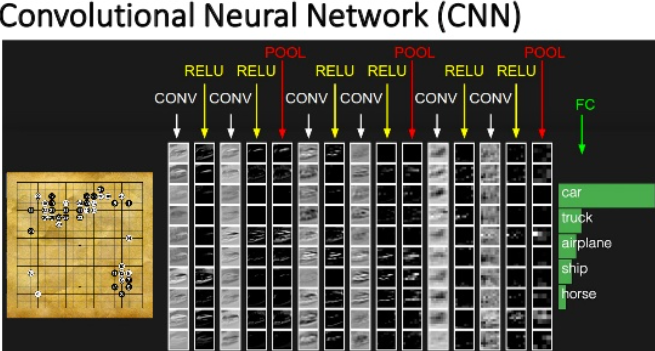 Convolutional Neural Network (CNN)
POOL POOL POOL
RELU RELU RELU RELU RELU RELU
CONV CONV CONV CONV CONV CONV
FC
car
truck
airplane
ship
horse